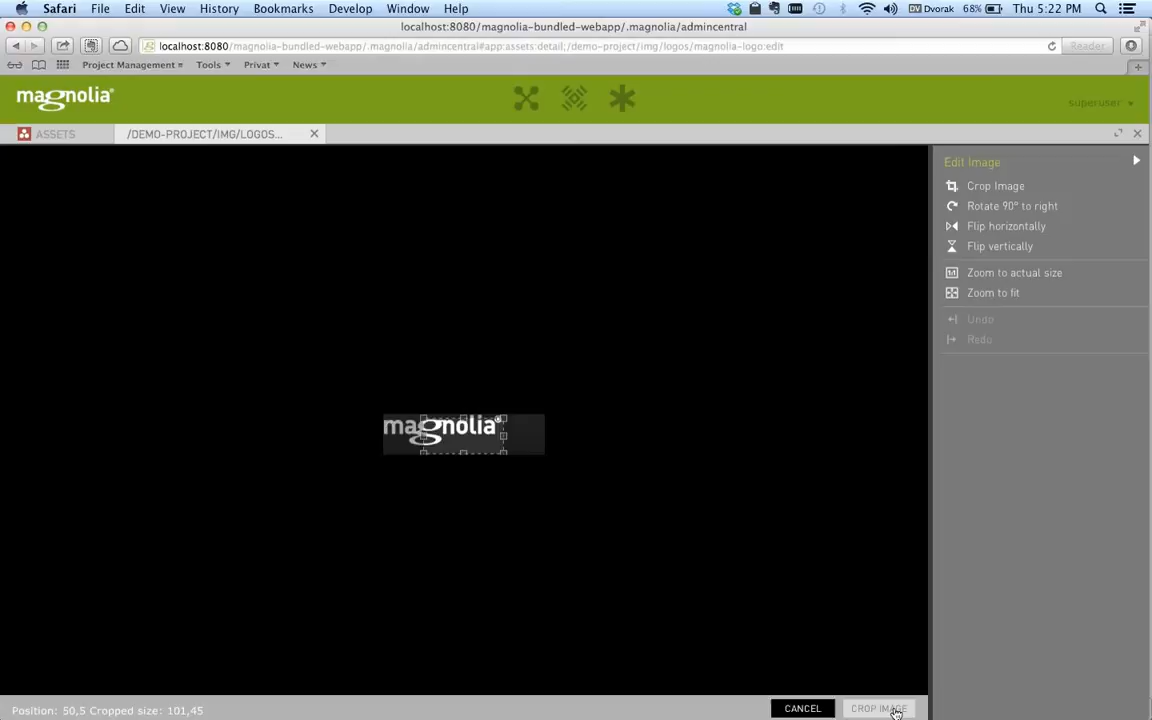 Safari File Edit View History Bookmarks Develop Window Help DV Dvorak 68% Thu 5:22 PM
localhost:8080/magnolia-bundled-webapp/.magnolia/admincentral
localhost:8080/magnolia-bundled-webapp/.magnolia/admincentral#app:assets:detail;/demo-project/img/logos/magnolia-logo:edit Reader
Project Management Tools Privat News
magnolia® superuser
ASSETS /DEMO-PROJECT/IMG/LOGOS...
Edit Image
Crop Image
Rotate 90° to right
Flip horizontally
Flip vertically
Zoom to actual size
Zoom to fit
Undo
Redo
magnolia®
Position: 50,5 Cropped size: 101,45 CANCEL CROP IMAGE